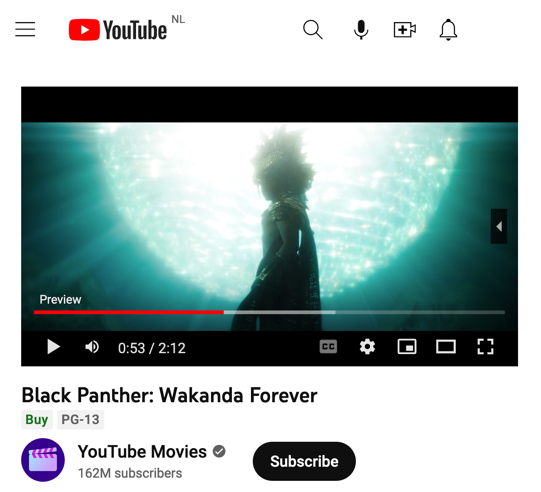 YouTube NL
Preview
0:53 / 2:12
CC
Black Panther: Wakanda Forever
Buy PG-13
YouTube Movies
162M subscribers
Subscribe